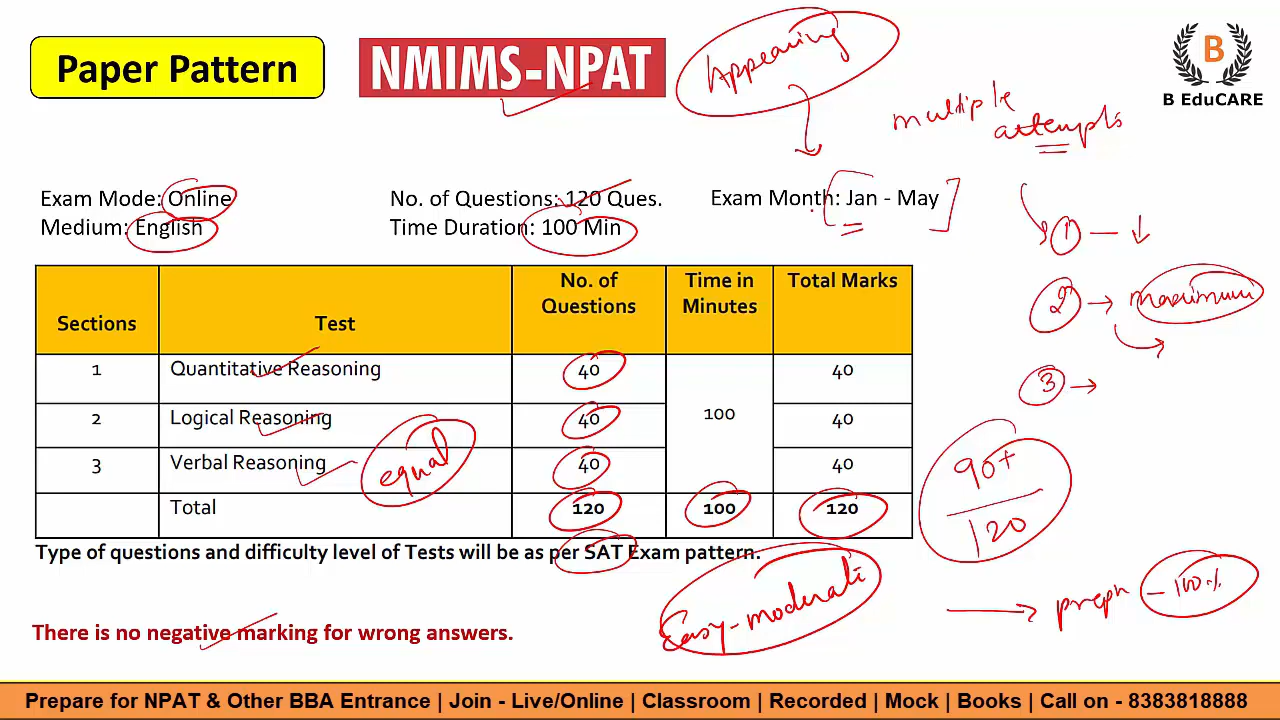 Paper Pattern
NMIMS-NPAT
Appearing
B
B EduCARE
multiple
attempts
Exam Mode: Online
No. of Questions: 120 Ques.
Exam Month: Jan - May
Medium: English
Time Duration: 100 Min
1 — ↓
2 → maximum
3 →
Sections Test No. of Questions Time in Minutes Total Marks
1 Quantitative Reasoning 40 100 40
2 Logical Reasoning 40 40
3 Verbal Reasoning 40 40
equal
Total 120 100 120
90+
120
Type of questions and difficulty level of Tests will be as per SAT Exam pattern.
Easy-moderate
→ prepn – 100%
There is no negative marking for wrong answers.
Prepare for NPAT & Other BBA Entrance | Join - Live/Online | Classroom | Recorded | Mock | Books | Call on - 8383818888